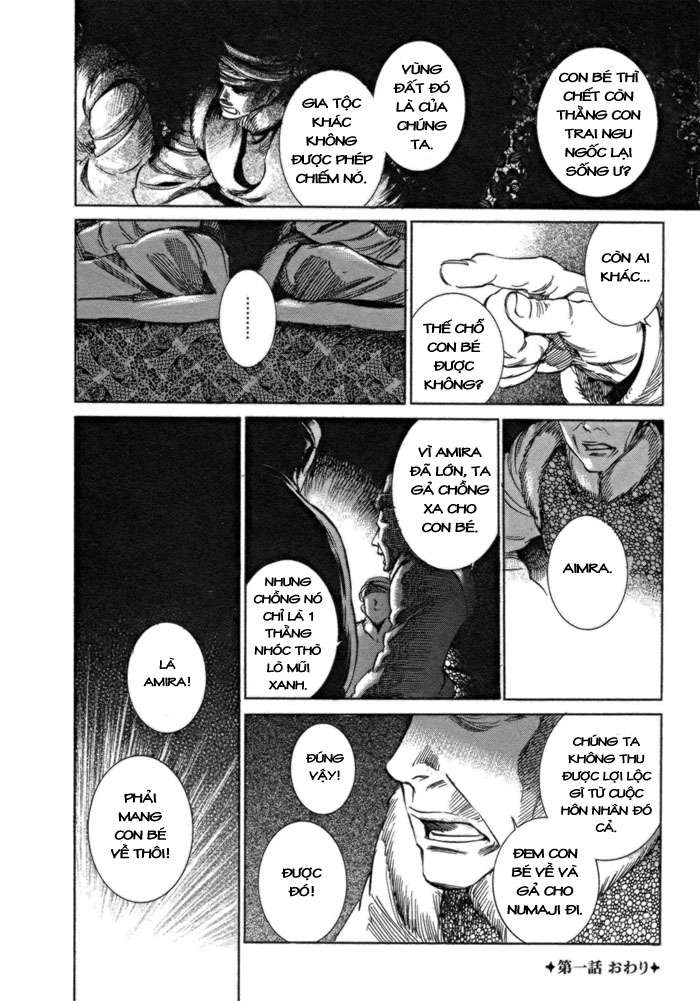 CON BÉ THÌ
CHẾT CÒN
THẰNG CON
TRAI NGU
NGỐC LẠI
SỐNG Ư?
VÙNG
ĐẤT ĐÓ
LÀ CỦA
CHÚNG
TA.
GIA TỘC
KHÁC
KHÔNG
ĐƯỢC PHÉP
CHIẾM NÓ.
CÒN AI
KHÁC...
THẾ CHỖ
CON BÉ
ĐƯỢC
KHÔNG?
.........
AIMRA.
VÌ AMIRA
ĐÃ LỚN, TA
GẢ CHỒNG
XA CHO
CON BÉ.
NHƯNG
CHỒNG NÓ
CHỈ LÀ 1
THẰNG
NHÓC THÒ
LÒ MŨI
XANH.
CHÚNG TA
KHÔNG THU
ĐƯỢC LỢI LỘC
GÌ TỪ CUỘC
HÔN NHÂN ĐÓ
CẢ.
ĐEM CON
BÉ VỀ VÀ
GẢ CHO
NUMAJI ĐI.
ĐÚNG
VẬY!
ĐƯỢC
ĐÓ!
LÀ
AMIRA!
PHẢI
MANG
CON BÉ
VỀ THÔI!
✦第一話 おわり✦